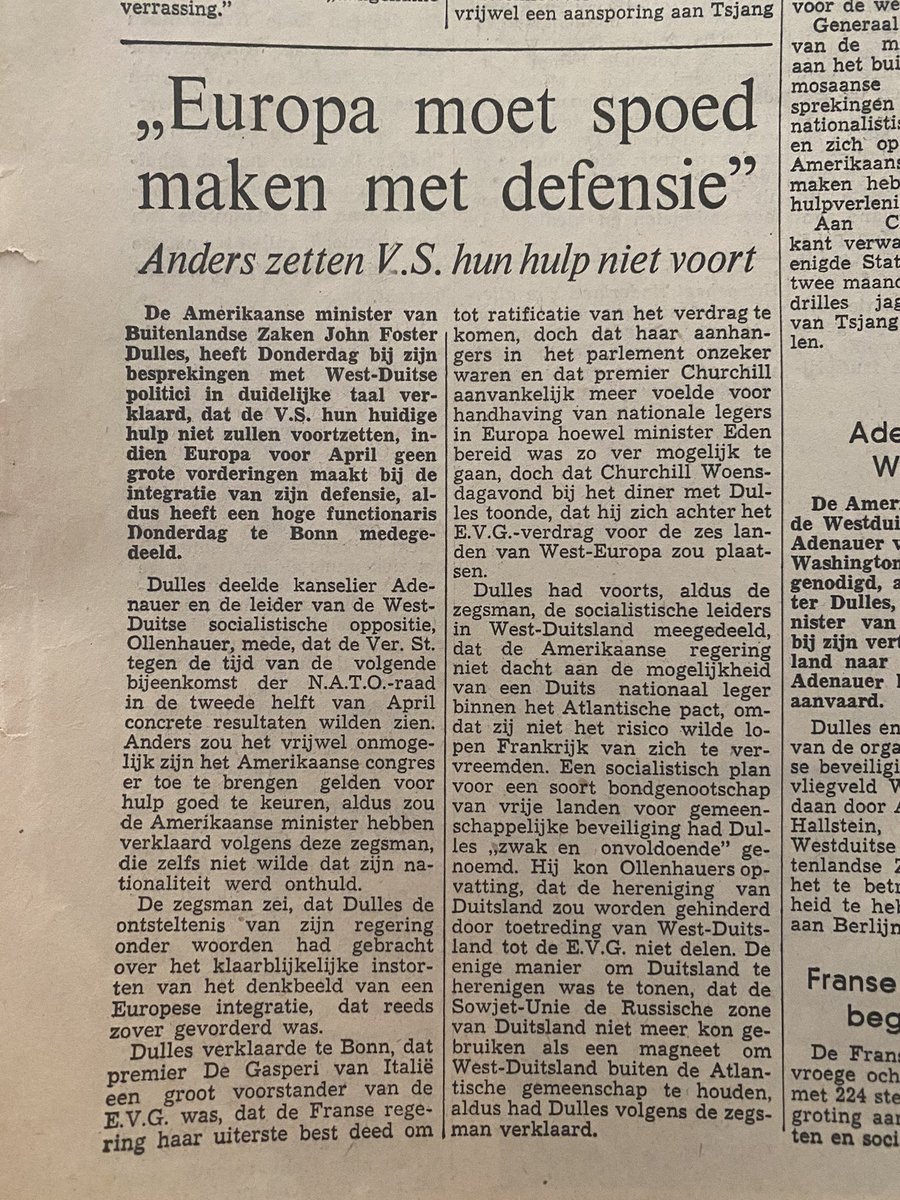 verrassing.”
vrijwel een aansporing aan Tsjang
„Europa moet spoed
maken met defensie”
Anders zetten V.S. hun hulp niet voort
De Amerikaanse minister van
Buitenlandse Zaken John Foster
Dulles, heeft Donderdag bij zijn
besprekingen met West-Duitse
politici in duidelijke taal ver-
klaard, dat de V.S. hun huidige
hulp niet zullen voortzetten, in-
dien Europa voor April geen
grote vorderingen maakt bij de
integratie van zijn defensie, al-
dus heeft een hoge functionaris
Donderdag te Bonn medege-
deeld.
Dulles deelde kanselier Ade-
nauer en de leider van de West-
Duitse socialistische oppositie,
Ollenhauer, mede, dat de Ver. St.
tegen de tijd van de volgende
bijeenkomst der N.A.T.O.-raad
in de tweede helft van April
concrete resultaten wilden zien.
Anders zou het vrijwel onmoge-
lijk zijn het Amerikaanse congres
er toe te brengen gelden voor
hulp goed te keuren, aldus zou
de Amerikaanse minister hebben
verklaard volgens deze zegsman,
die zelfs niet wilde dat zijn na-
tionaliteit werd onthuld.
De zegsman zei, dat Dulles de
ontsteltenis van zijn regering
onder woorden had gebracht
over het klaarblijkelijke instor-
ten van het denkbeeld van een
Europese integratie, dat reeds
zover gevorderd was.
Dulles verklaarde te Bonn, dat
premier De Gasperi van Italië
een groot voorstander van de
E.V.G. was, dat de Franse rege-
ring haar uiterste best deed om
tot ratificatie van het verdrag te
komen, doch dat haar aanhan-
gers in het parlement onzeker
waren en dat premier Churchill
aanvankelijk meer voelde voor
handhaving van nationale legers
in Europa hoewel minister Eden
bereid was zo ver mogelijk te
gaan, doch dat Churchill Woens-
dagavond bij het diner met Dul-
les toonde, dat hij zich achter het
E.V.G.-verdrag voor de zes lan-
den van West-Europa zou plaat-
sen.
Dulles had voorts, aldus de
zegsman, de socialistische leiders
in West-Duitsland meegedeeld,
dat de Amerikaanse regering
niet dacht aan de mogelijkheid
van een Duits nationaal leger
binnen het Atlantische pact, om-
dat zij niet het risico wilde lo-
pen Frankrijk van zich te ver-
vreemden. Een socialistisch plan
voor een soort bondgenootschap
van vrije landen voor gemeen-
schappelijke beveiliging had Dul-
les „zwak en onvoldoende” ge-
noemd. Hij kon Ollenhauers op-
vatting, dat de hereniging van
Duitsland zou worden gehinderd
door toetreding van West-Duits-
land tot de E.V.G. niet delen. De
enige manier om Duitsland te
herenigen was te tonen, dat de
Sowjet-Unie de Russische zone
van Duitsland niet meer kon ge-
bruiken als een magneet om
West-Duitsland buiten de Atlan-
tische gemeenschap te houden,
aldus had Dulles volgens de zegs-
man verklaard.
voor de we
Generaal
van de m
aan het bui
mosaanse
sprekingen
nationalistis
en zich op
Amerikaans
maken heb
hulpverleni
Aan C
kant verwa
enigde Stat
twee maand
drilles jag
van Tsjang
len.
Ade
W
De Ameri
de Westduit
Adenauer v
Washington
genodigd, a
ter Dulles,
nister van
bij zijn vert
land naar
Adenauer
aanvaard.
Dulles en
van de orga
se beveiligi
vliegveld W
daan door A
Hallstein,
Westduitse
tenlandse Z
het te betr
heid te heb
aan Berlijn
Franse
beg
De Frans
vroege och
met 224 ste
groting aan
ten en soci